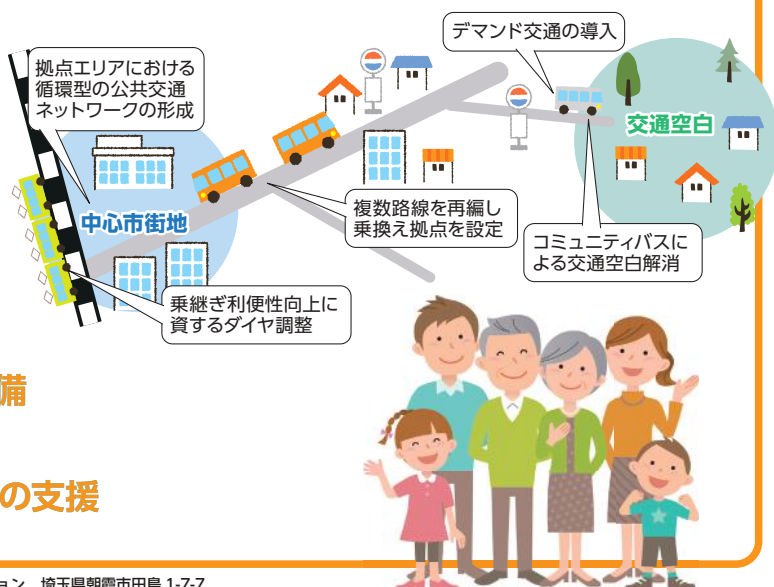 デマンド交通の導入
拠点エリアにおける
循環型の公共交通
ネットワークの形成
交通空白
中心市街地
複数路線を再編し
乗換え拠点を設定
コミュニティバスに
よる交通空白解消
乗継ぎ利便性向上に
資するダイヤ調整
備
の支援
ョン 埼玉県朝霞市田島 1-7-7